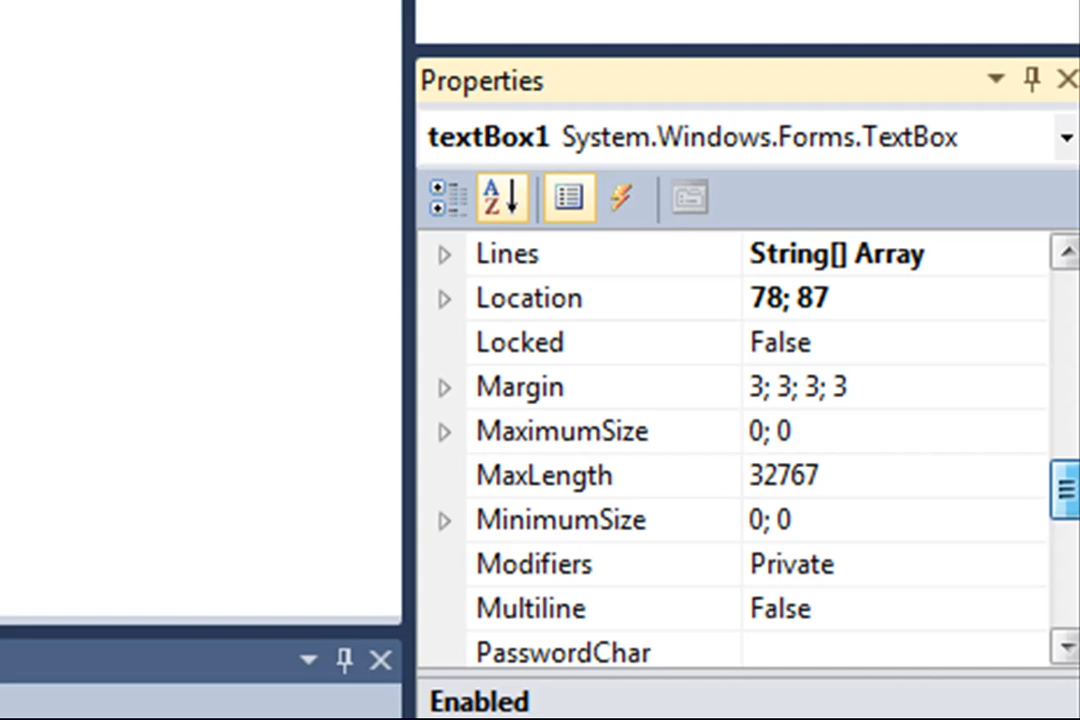 Properties
textBox1 System.Windows.Forms.TextBox
Lines String[] Array
Location 78; 87
Locked False
Margin 3; 3; 3; 3
MaximumSize 0; 0
MaxLength 32767
MinimumSize 0; 0
Modifiers Private
Multiline False
PasswordChar
Enabled